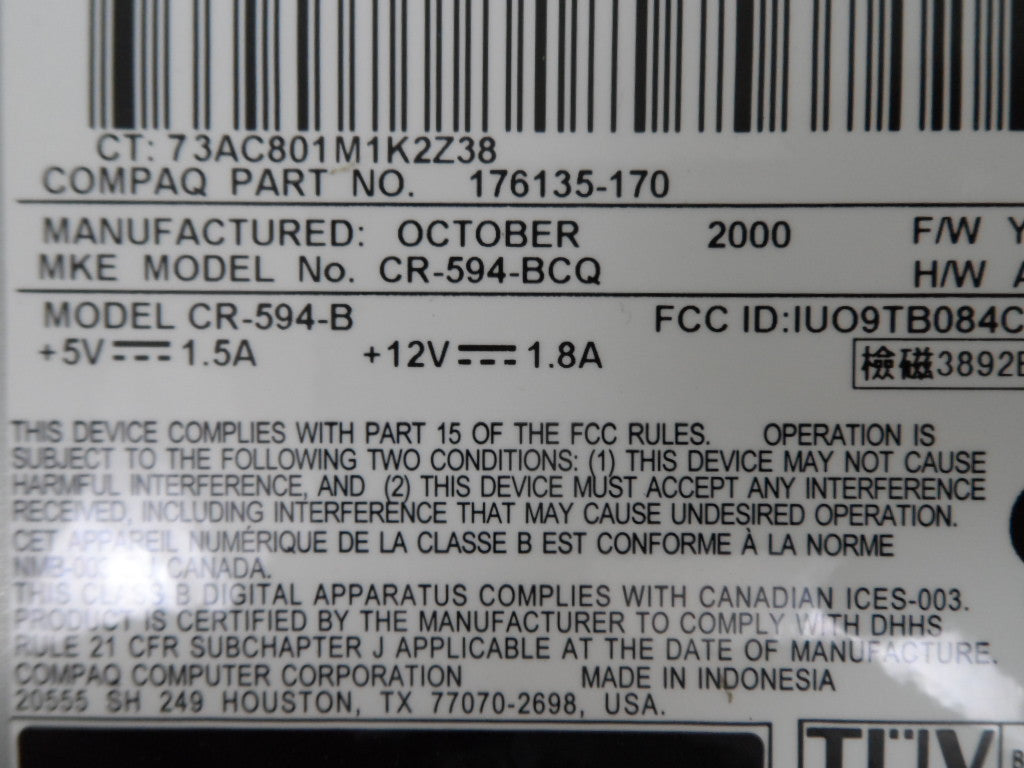 CT: 73AC801M1K2Z38
COMPAQ PART NO. 176135-170
MANUFACTURED: OCTOBER 2000 F/W Y
MKE MODEL No. CR-594-BCQ H/W A
MODEL CR-594-B FCC ID:IUO9TB084C
+5V 1.5A +12V 1.8A 檢磁3892B
THIS DEVICE COMPLIES WITH PART 15 OF THE FCC RULES. OPERATION IS
SUBJECT TO THE FOLLOWING TWO CONDITIONS: (1) THIS DEVICE MAY NOT CAUSE
HARMFUL INTERFERENCE, AND (2) THIS DEVICE MUST ACCEPT ANY INTERFERENCE
RECEIVED, INCLUDING INTERFERENCE THAT MAY CAUSE UNDESIRED OPERATION.
CET APPAREIL NUMÉRIQUE DE LA CLASSE B EST CONFORME À LA NORME
CANADA.
THIS CLASS B DIGITAL APPARATUS COMPLIES WITH CANADIAN ICES-003.
PRODUCT IS CERTIFIED BY THE MANUFACTURER TO COMPLY WITH DHHS
RULE 21 CFR SUBCHAPTER J APPLICABLE AT THE DATE OF MANUFACTURE.
COMPAQ COMPUTER CORPORATION MADE IN INDONESIA
20555 SH 249 HOUSTON, TX 77070-2698, USA.
TÜV